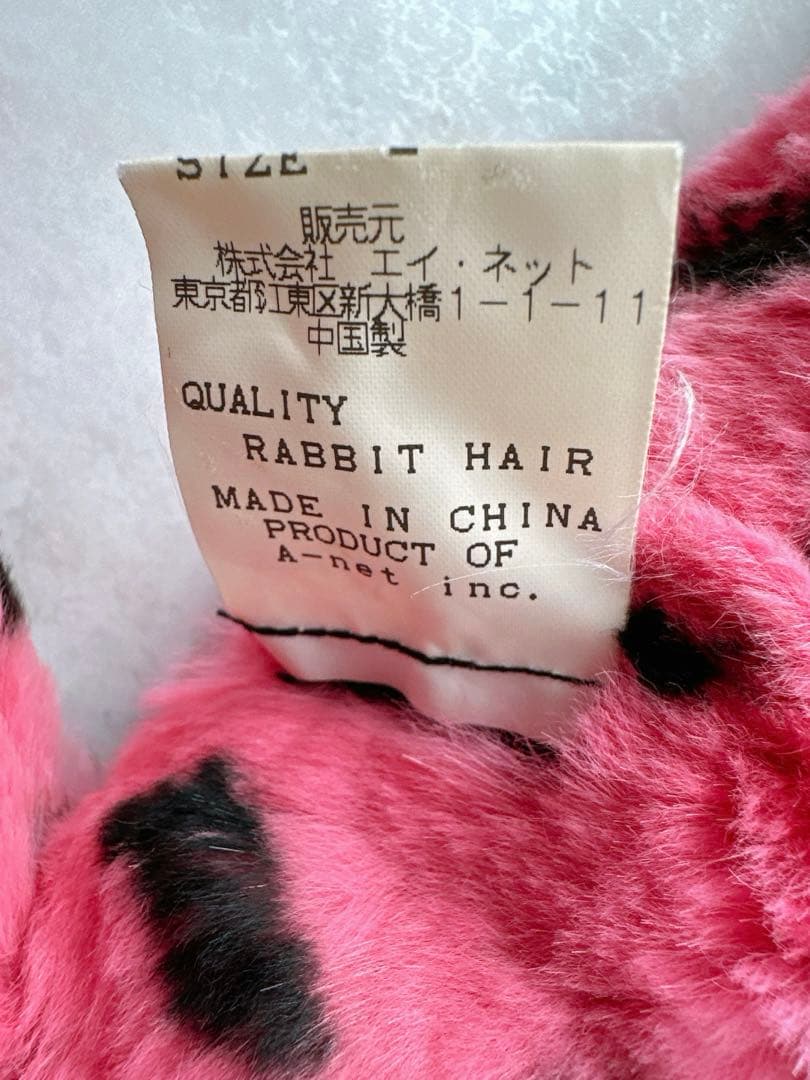 SIZE -
販売元
株式会社 エイ・ネット
東京都江東区新大橋1-1-11
中国製
QUALITY
RABBIT HAIR
MADE IN CHINA
PRODUCT OF
A-net inc.